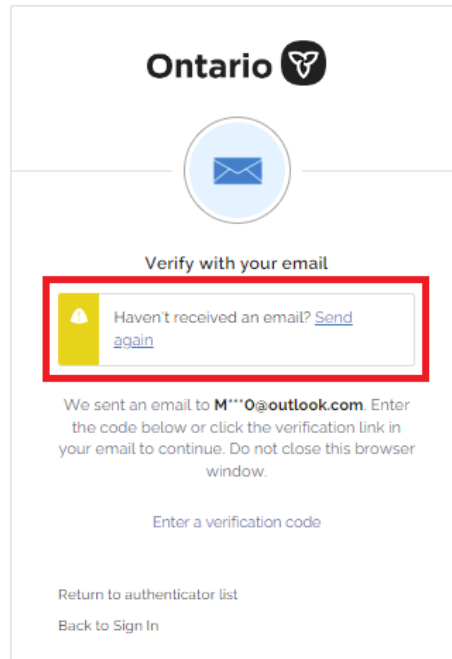 Ontario
Verify with your email
Haven't received an email? Send
again
We sent an email to M***0@outlook.com. Enter
the code below or click the verification link in
your email to continue. Do not close this browser
window.
Enter a verification code
Return to authenticator list
Back to Sign In